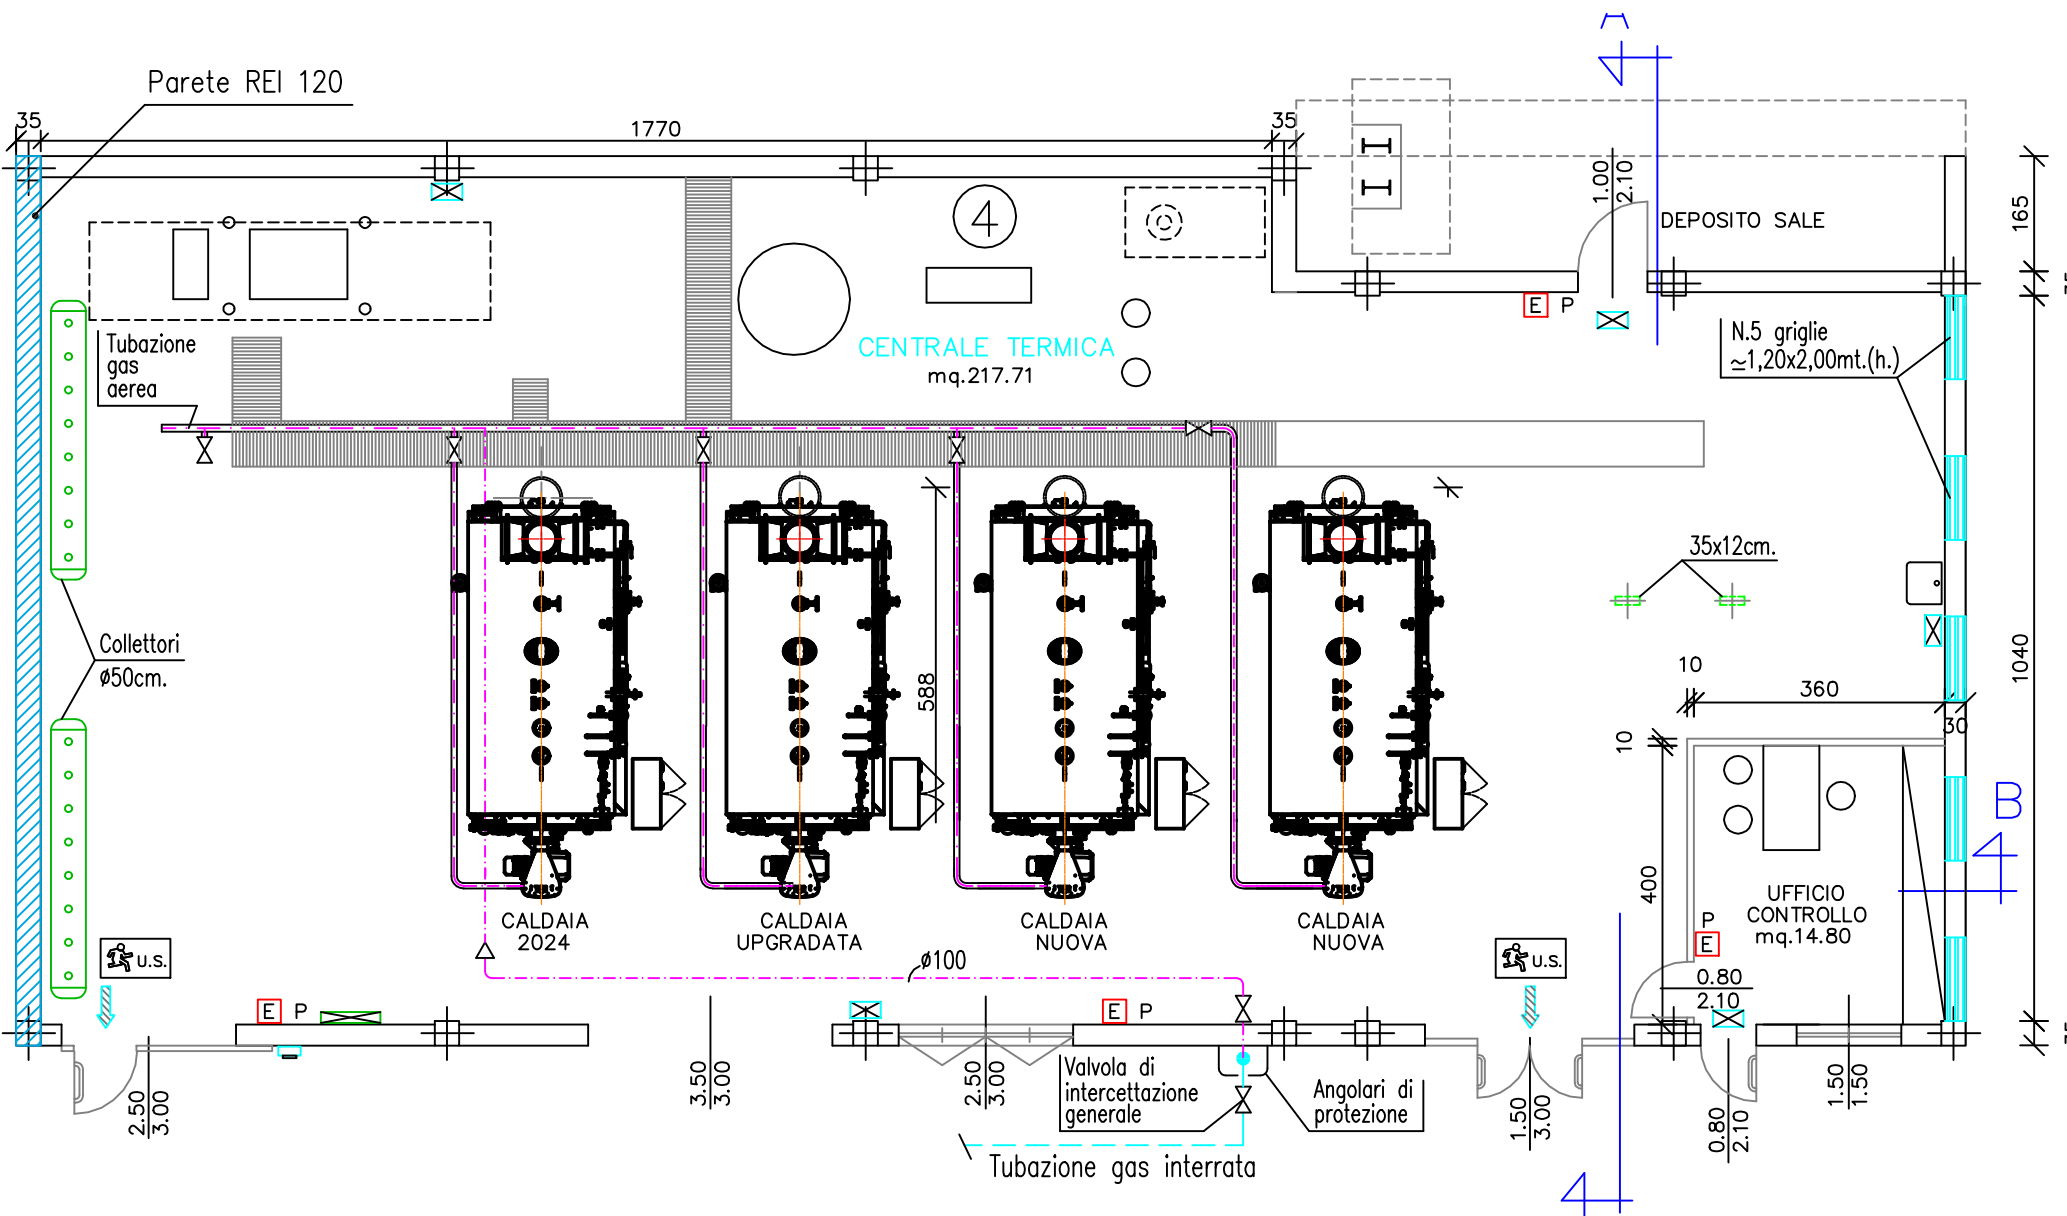 A
Parete REI 120
35
1770
35
1.00
2.10
DEPOSITO SALE
165
4
E P
N.5 griglie
≃1,20x2,00mt.(h.)
Tubazione
gas
aerea
CENTRALE TERMICA
mq.217.71
35x12cm.
Collettori
ø50cm.
588
10
360
1040
30
10
B
400
UFFICIO
CONTROLLO
mq.14.80
P
E
CALDAIA
2024
CALDAIA
UPGRADATA
CALDAIA
NUOVA
CALDAIA
NUOVA
ø100
U.S.
U.S.
0.80
2.10
E P
E P
2.50
3.00
3.50
3.00
2.50
3.00
Valvola di
intercettazione
generale
Angolari di
protezione
1.50
3.00
0.80
2.10
1.50
1.50
Tubazione gas interrata